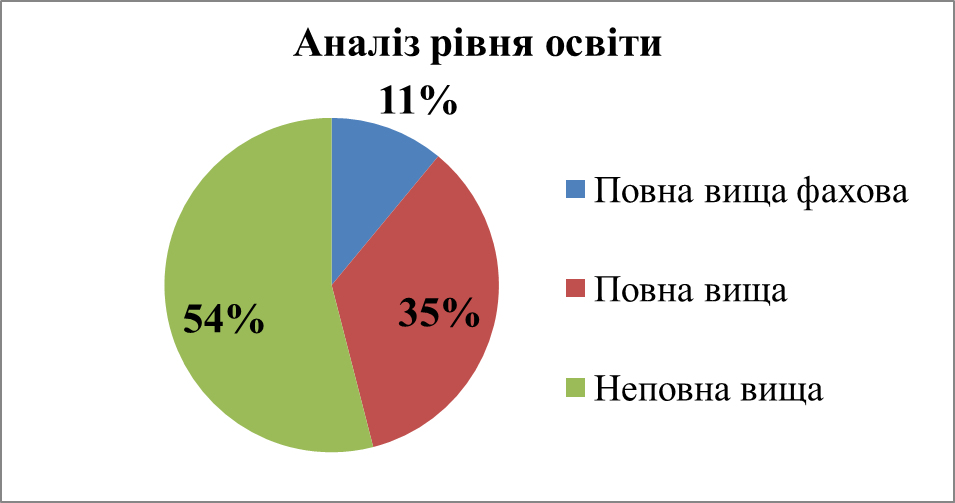 Аналіз рівня освіти
11%
35%
54%
Повна вища фахова
Повна вища
Неповна вища